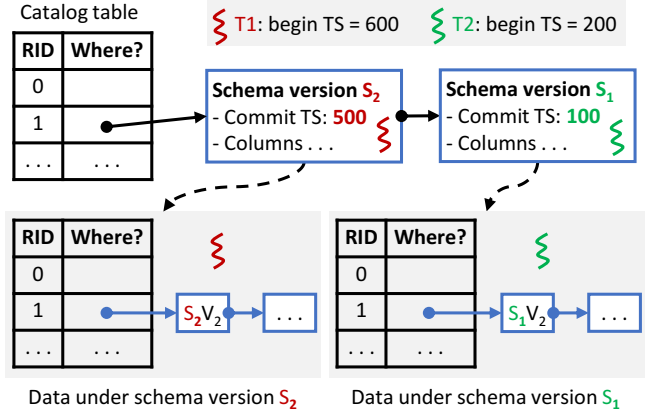 Catalog table
T1: begin TS = 600 T2: begin TS = 200
RID Where?
0
1
. . . . . .
Schema version S2
- Commit TS: 500
- Columns . . .
Schema version S1
- Commit TS: 100
- Columns . . .
RID Where?
0
1 S2V2 . . .
. . . . . .
Data under schema version S2
RID Where?
0
1 S1V2 . . .
. . . . . .
Data under schema version S1